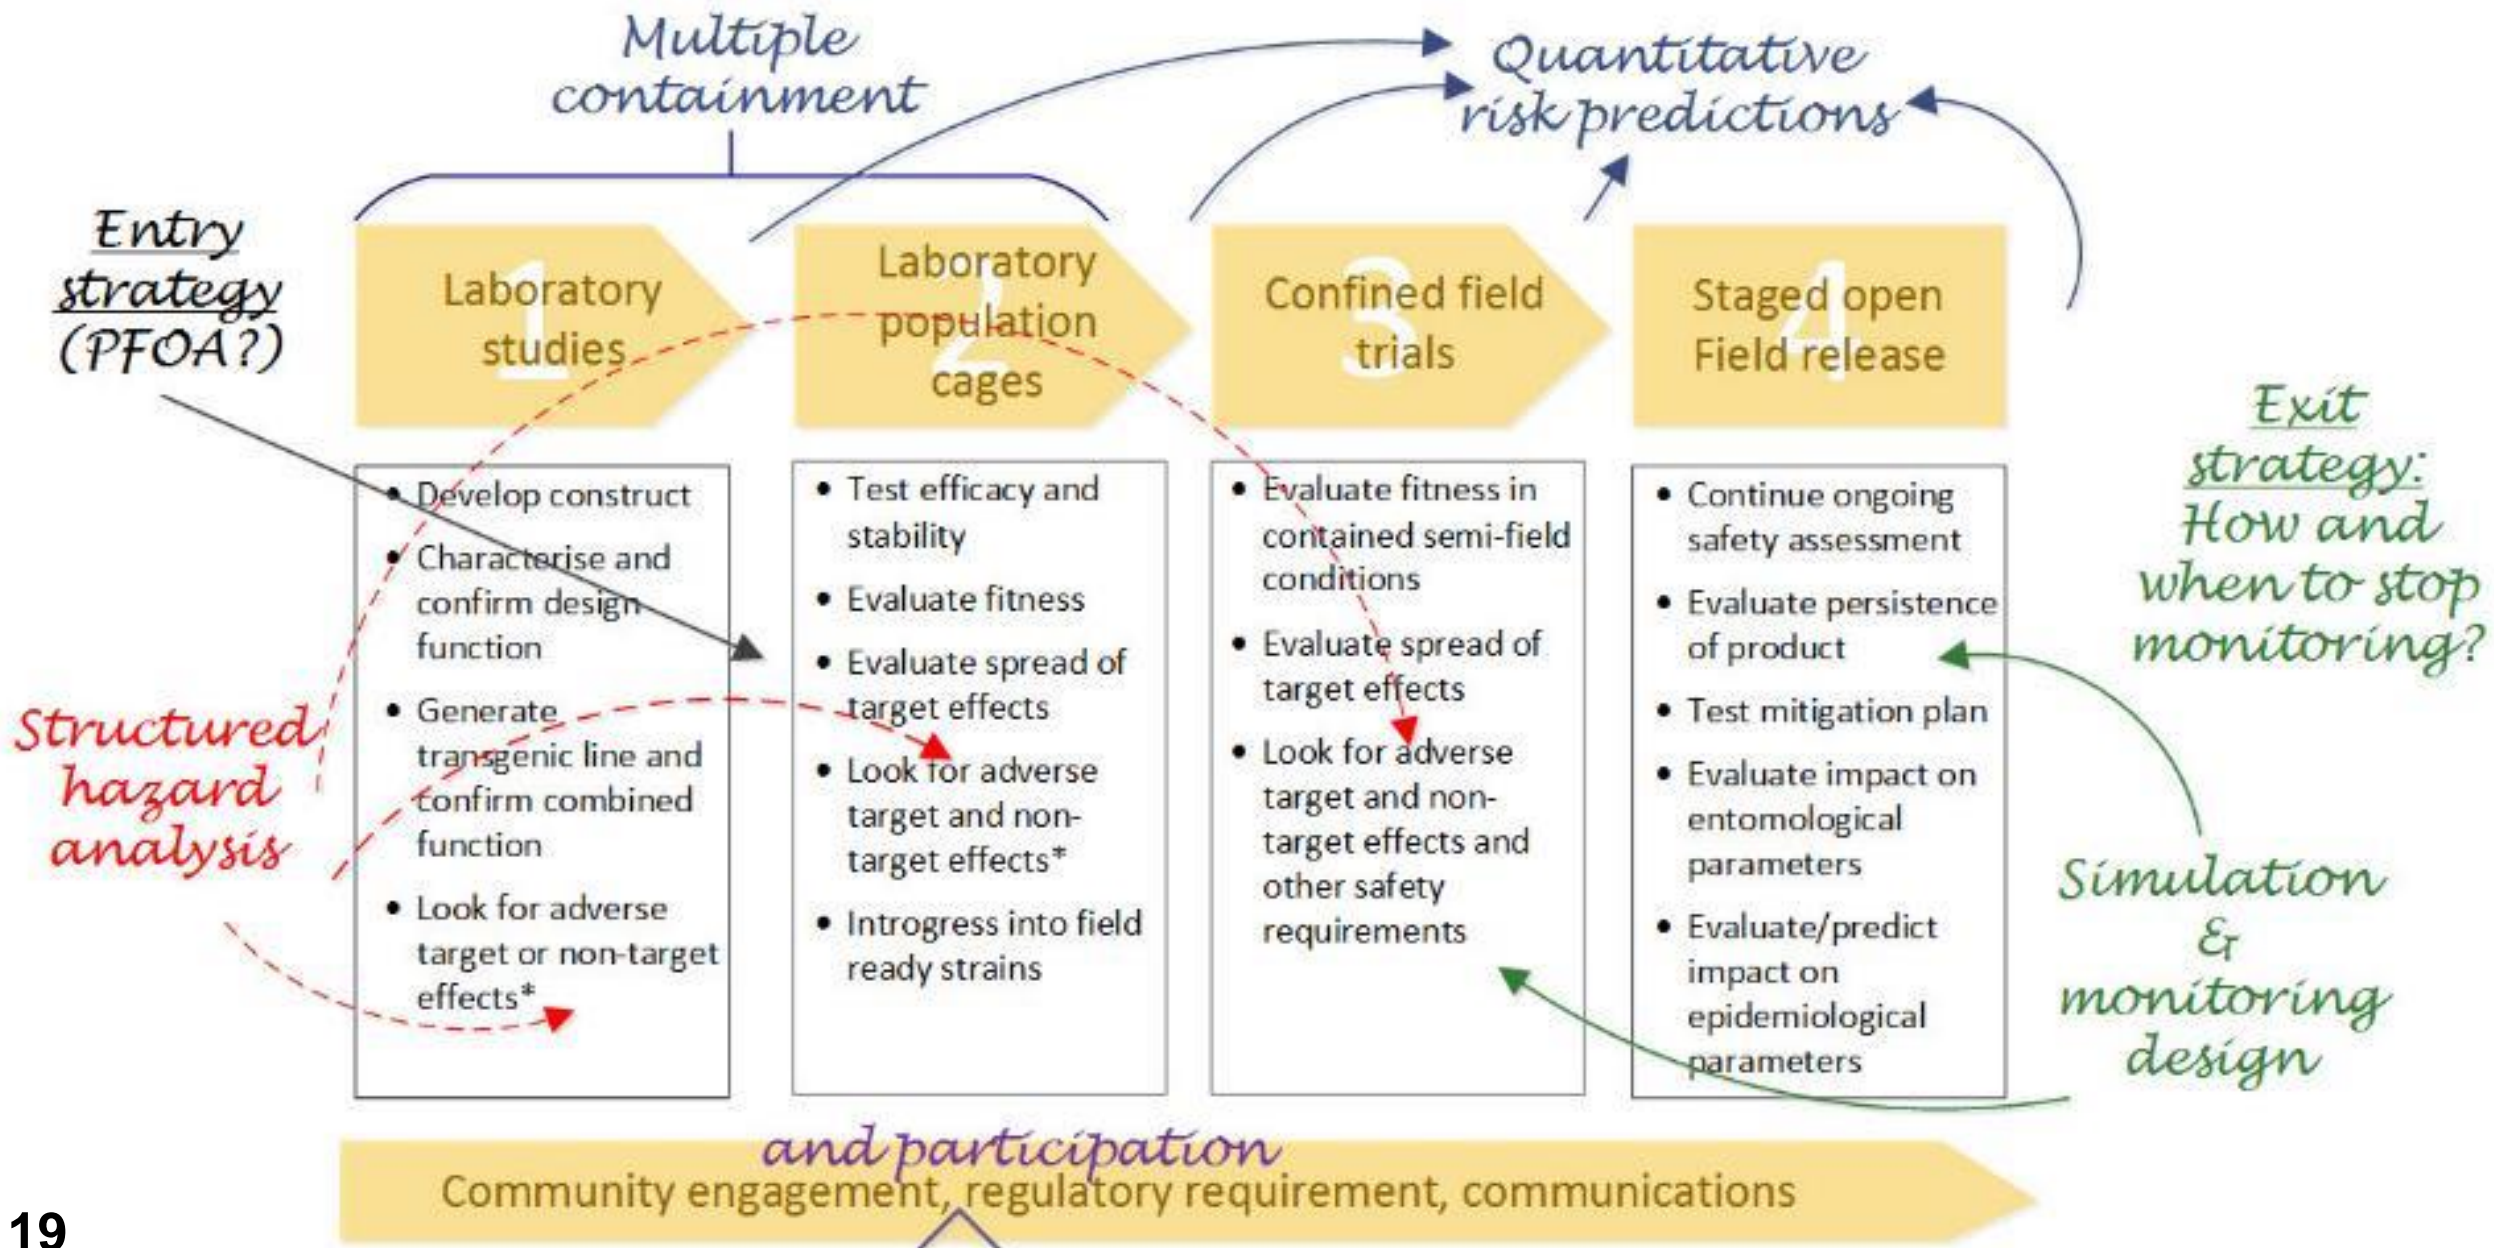 Multiple
containment
Quantitative
risk predictions
Entry
strategy
(PFOA?)
1
Laboratory
studies
2
Laboratory
population
cages
3
Confined field
trials
4
Staged open
Field release
Exit
strategy:
How and
when to stop
monitoring?
Structured
hazard
analysis
• Develop construct
• Characterise and
confirm design
function
• Generate
transgenic line and
confirm combined
function
• Look for adverse
target or non-target
effects*
• Test efficacy and
stability
• Evaluate fitness
• Evaluate spread of
target effects
• Look for adverse
target and non-
target effects*
• Introgress into field
ready strains
• Evaluate fitness in
contained semi-field
conditions
• Evaluate spread of
target effects
• Look for adverse
target and non-
target effects and
other safety
requirements
• Continue ongoing
safety assessment
• Evaluate persistence
of product
• Test mitigation plan
• Evaluate impact on
entomological
parameters
• Evaluate/predict
impact on
epidemiological
parameters
Simulation
&
monitoring
design
and participation
Community engagement, regulatory requirement, communications
19